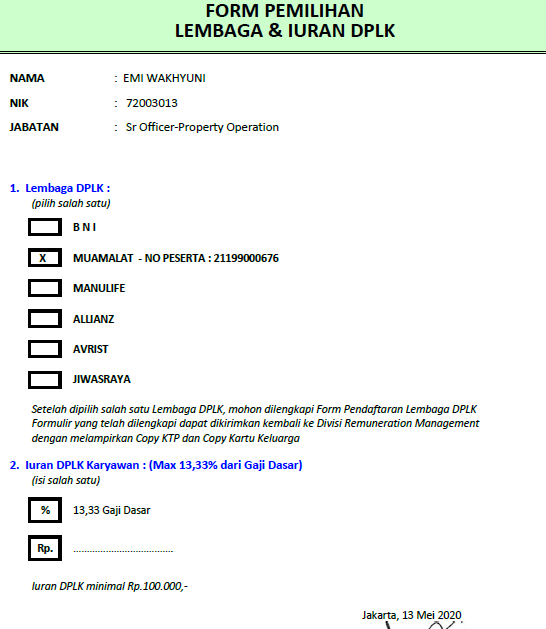 FORM PEMILIHAN
LEMBAGA & IURAN DPLK
NAMA : EMI WAKHYUNI
NIK : 72003013
JABATAN : Sr Officer-Property Operation
1. Lembaga DPLK :
(pilih salah satu)
B N I
X MUAMALAT - NO PESERTA : 21199000676
MANULIFE
ALLIANZ
AVRIST
JIWASRAYA
Setelah dipilih salah satu Lembaga DPLK, mohon dilengkapi Form Pendaftaran Lembaga DPLK
Formulir yang telah dilengkapi dapat dikirimkan kembali ke Divisi Remuneration Management
dengan melampirkan Copy KTP dan Copy Kartu Keluarga
2. Iuran DPLK Karyawan : (Max 13,33% dari Gaji Dasar)
(isi salah satu)
% 13,33 Gaji Dasar
Rp. .....................................
Iuran DPLK minimal Rp.100.000,-
Jakarta, 13 Mei 2020